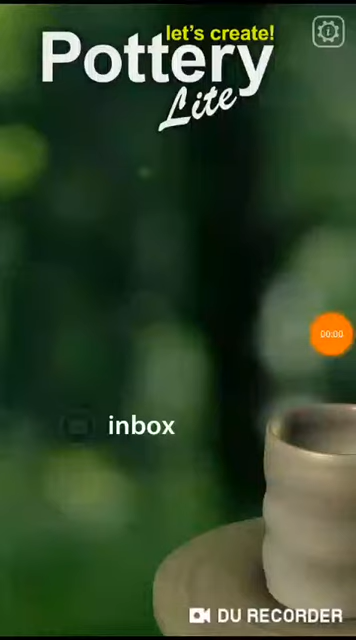 let's create!
Pottery
Lite
00:00
inbox
DU RECORDER